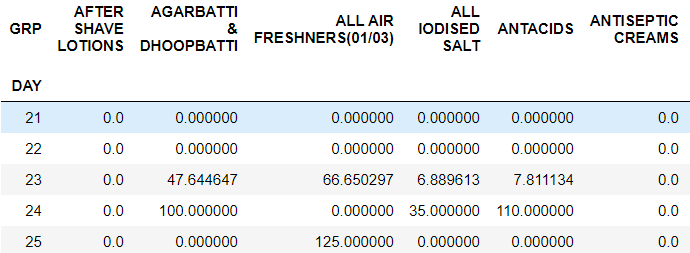 GRP AFTER SHAVE LOTIONS AGARBATTI & DHOOPBATTI ALL AIR FRESHNERS(01/03) ALL IODISED SALT ANTACIDS ANTISEPTIC CREAMS
DAY
21 0.0 0.000000 0.000000 0.000000 0.000000 0.0
22 0.0 0.000000 0.000000 0.000000 0.000000 0.0
23 0.0 47.644647 66.650297 6.889613 7.811134 0.0
24 0.0 100.000000 0.000000 35.000000 110.000000 0.0
25 0.0 0.000000 125.000000 0.000000 0.000000 0.0